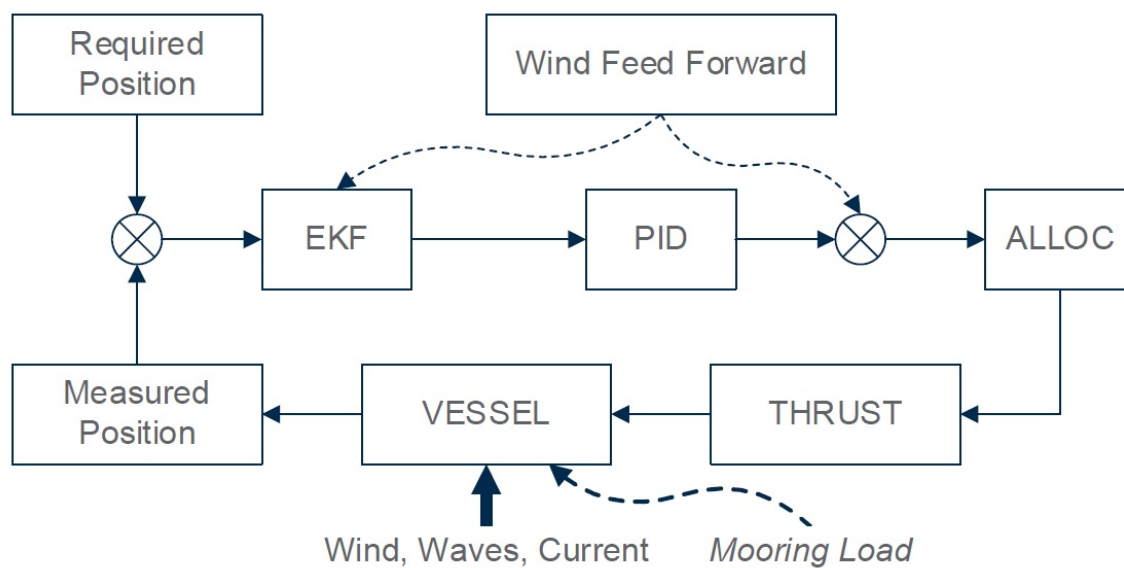 Required
Position
Wind Feed Forward
EKF
PID
ALLOC
Measured
Position
VESSEL
THRUST
Wind, Waves, Current
Mooring Load